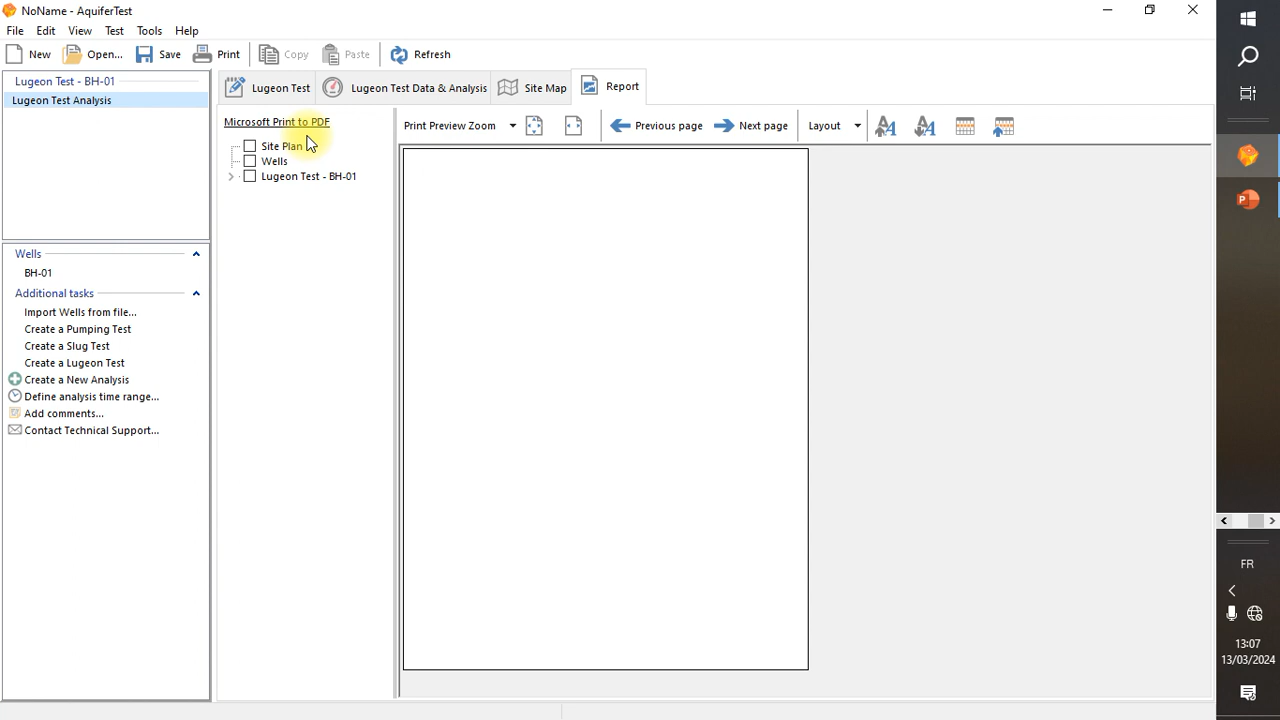 NoName - AquiferTest
File Edit View Test Tools Help
New Open... Save Print Copy Paste Refresh
Lugeon Test - BH-01
Lugeon Test Analysis
Wells
BH-01
Additional tasks
Import Wells from file...
Create a Pumping Test
Create a Slug Test
Create a Lugeon Test
Create a New Analysis
Define analysis time range...
Add comments...
Contact Technical Support...
Lugeon Test Lugeon Test Data & Analysis Site Map Report
Microsoft Print to PDF
Site Plan
Wells
Lugeon Test - BH-01
Print Preview Zoom Previous page Next page Layout
FR
13:07
13/03/2024